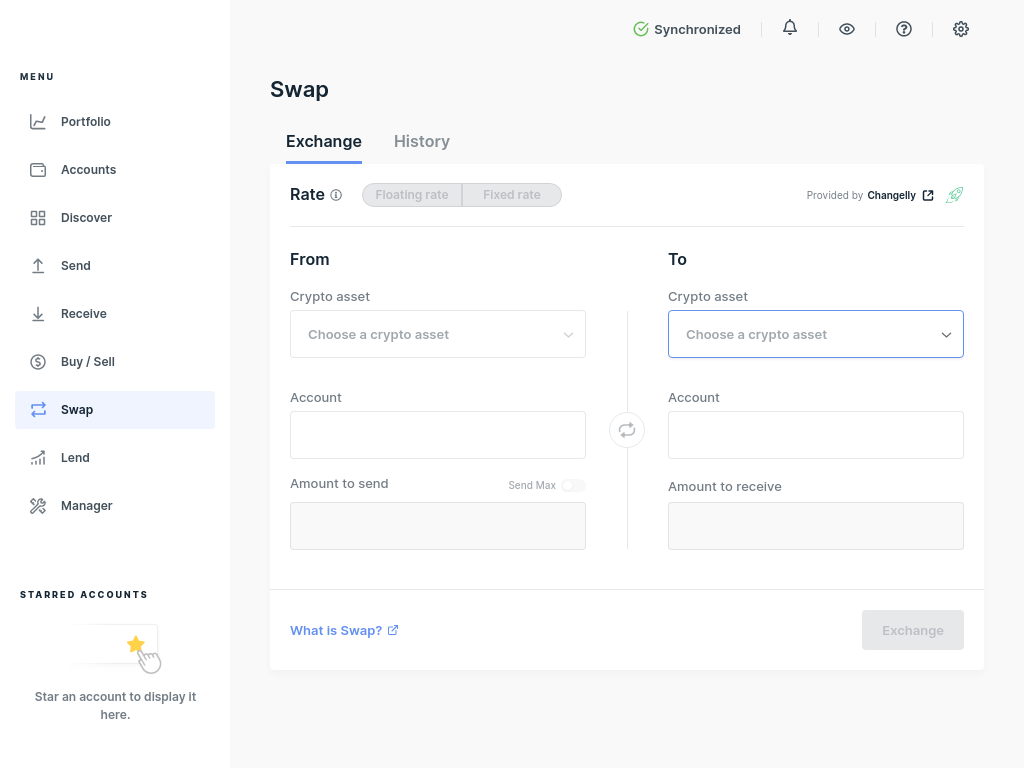 Synchronized
MENU
Portfolio
Accounts
Discover
Send
Receive
Buy / Sell
Swap
Lend
Manager
STARRED ACCOUNTS
Star an account to display it
here.
Swap
Exchange History
Rate Floating rate Fixed rate Provided by Changelly
From
Crypto asset
Choose a crypto asset
Account
Amount to send Send Max
To
Crypto asset
Choose a crypto asset
Account
Amount to receive
What is Swap? Exchange